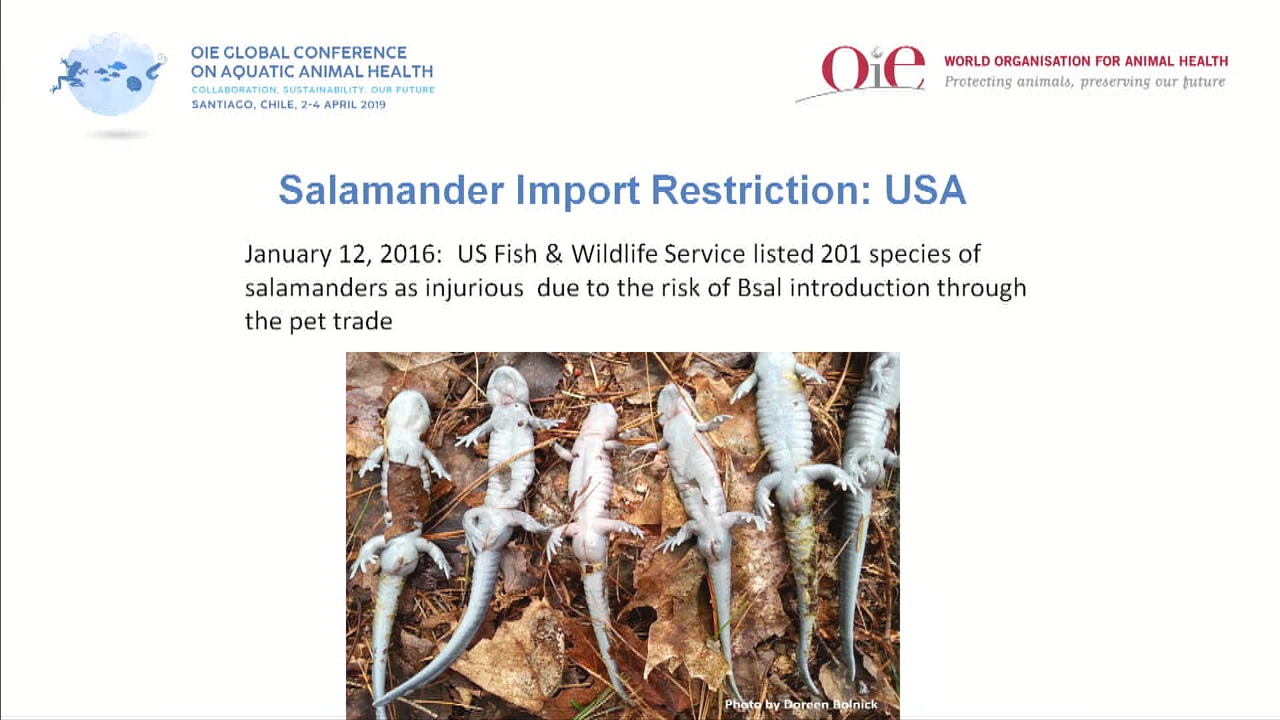 OIE GLOBAL CONFERENCE
ON AQUATIC ANIMAL HEALTH
COLLABORATION, SUSTAINABILITY, OUR FUTURE
SANTIAGO, CHILE, 2-4 APRIL 2019
OiE
WORLD ORGANISATION FOR ANIMAL HEALTH
Protecting animals, preserving our future
Salamander Import Restriction: USA
January 12, 2016: US Fish & Wildlife Service listed 201 species of
salamanders as injurious due to the risk of Bsal introduction through
the pet trade
Photo by Doreen Bolnick